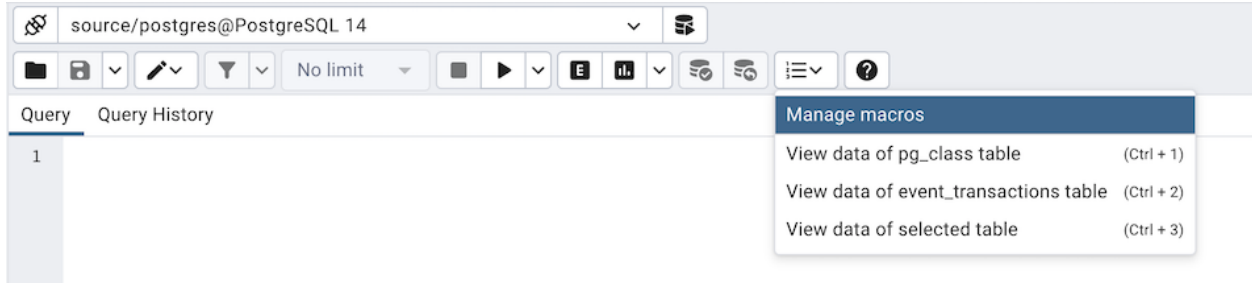 source/postgres@PostgreSQL 14
No limit
E
Query Query History
Manage macros
1
View data of pg_class table (Ctrl + 1)
View data of event_transactions table (Ctrl + 2)
View data of selected table (Ctrl + 3)